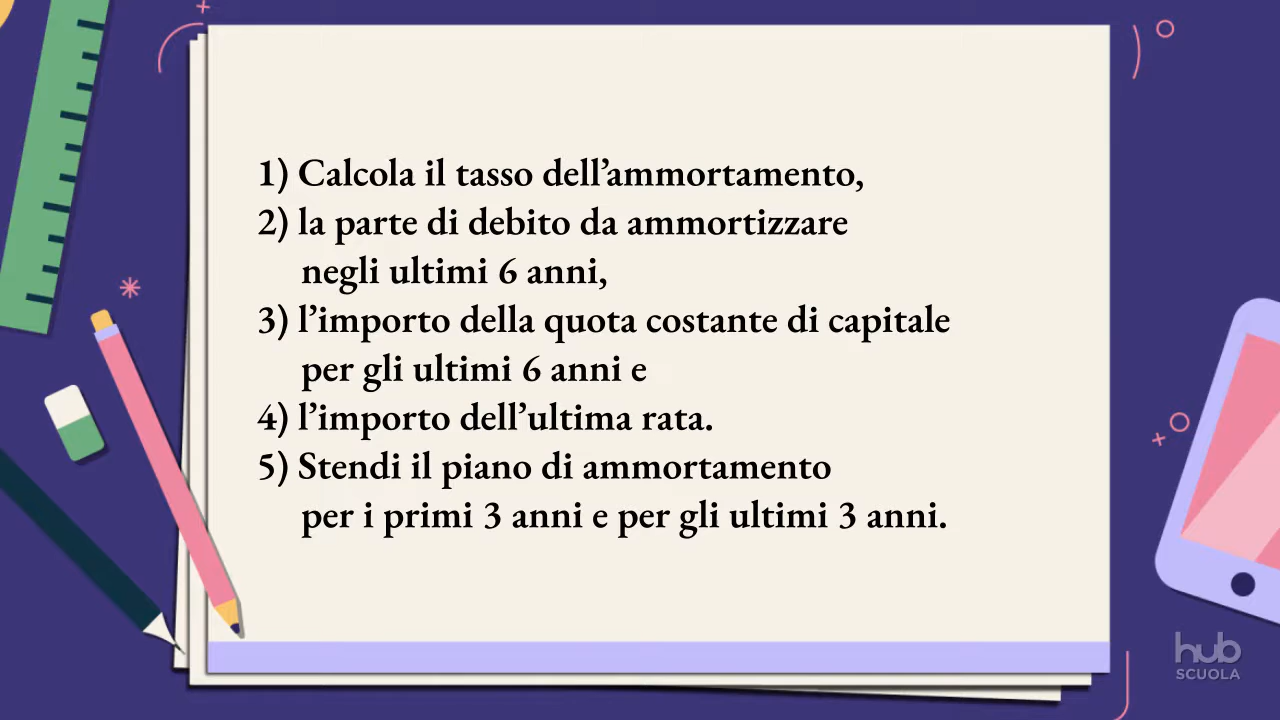 1) Calcola il tasso dell’ammortamento,
2) la parte di debito da ammortizzare
negli ultimi 6 anni,
3) l’importo della quota costante di capitale
per gli ultimi 6 anni e
4) l’importo dell’ultima rata.
5) Stendi il piano di ammortamento
per i primi 3 anni e per gli ultimi 3 anni.
hub
SCUOLA